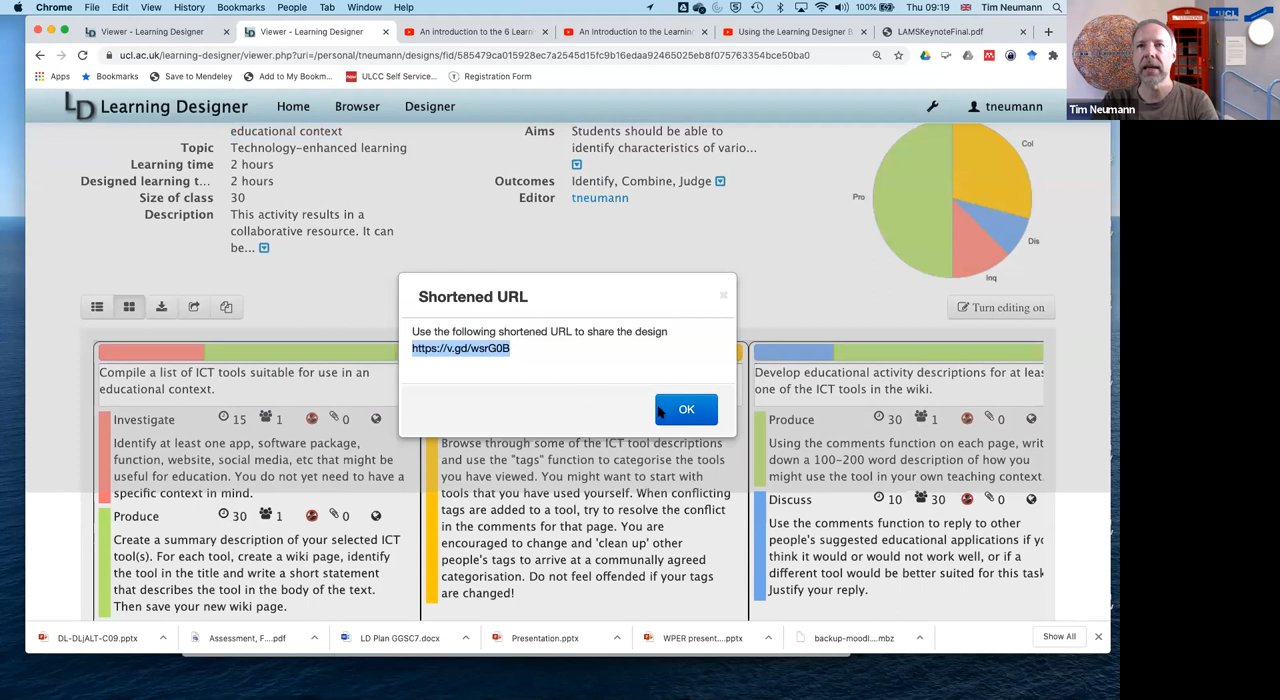 Chrome File Edit View History Bookmarks People Tab Window Help 100% Thu 09:19 Tim Neumann
Viewer - Learning Designer Viewer - Learning Designer An introduction to the 6 Learn An Introduction to the Learnin Using the Learning Designer B LAMSKeynoteFinal.pdf
ucl.ac.uk/learning-designer/viewer.php?uri=/personal/tneumann/designs/fid/585479ca015928ec7a2545d15fc9b16edaa92465025eb8f075763354bce50ba0
Apps Bookmarks Save to Mendeley Add to My Bookm... ULCC Self Service... Registration Form
UCL
Tim Neumann
LD Learning Designer Home Browser Designer tneumann
educational context
Topic Technology-enhanced learning
Learning time 2 hours
Designed learning t... 2 hours
Size of class 30
Description This activity results in a
collaborative resource. It can
be...
Aims Students should be able to
identify characteristics of vario...
Outcomes Identify, Combine, Judge
Editor tneumann
Col
Pro
Dis
Inq
Turn editing on
Shortened URL
Use the following shortened URL to share the design
https://v.gd/wsrG0B
OK
Compile a list of ICT tools suitable for use in an
educational context.
Investigate 15 1 0
Identify at least one app, software package,
function, website, social media, etc that might be
useful for education. You do not yet need to have a
specific context in mind.
Produce 30 1 0
Create a summary description of your selected ICT
tool(s). For each tool, create a wiki page, identify
the tool in the title and write a short statement
that describes the tool in the body of the text.
Then save your new wiki page.
Browse through some of the ICT tool descriptions
and use the "tags" function to categorise the tools
you have viewed. You might want to start with
tools that you have used yourself. When conflicting
tags are added to a tool, try to resolve the conflict
in the comments for that page. You are
encouraged to change and 'clean up' other
people's tags to arrive at a communally agreed
categorisation. Do not feel offended if your tags
are changed!
Develop educational activity descriptions for at leas
one of the ICT tools in the wiki.
Produce 30 1 0
Using the comments function on each page, writ
down a 100-200 word description of how you
might use the tool in your own teaching context
Discuss 10 30 0
Use the comments function to reply to other
people's suggested educational applications if yo
think it would or would not work well, or if a
different tool would be better suited for this task
Justify your reply.
DL-DLjALT-C09.pptx Assessment, F....pdf LD Plan GGSC7.docx Presentation.pptx WPER present....pptx backup-moodl....mbz Show All